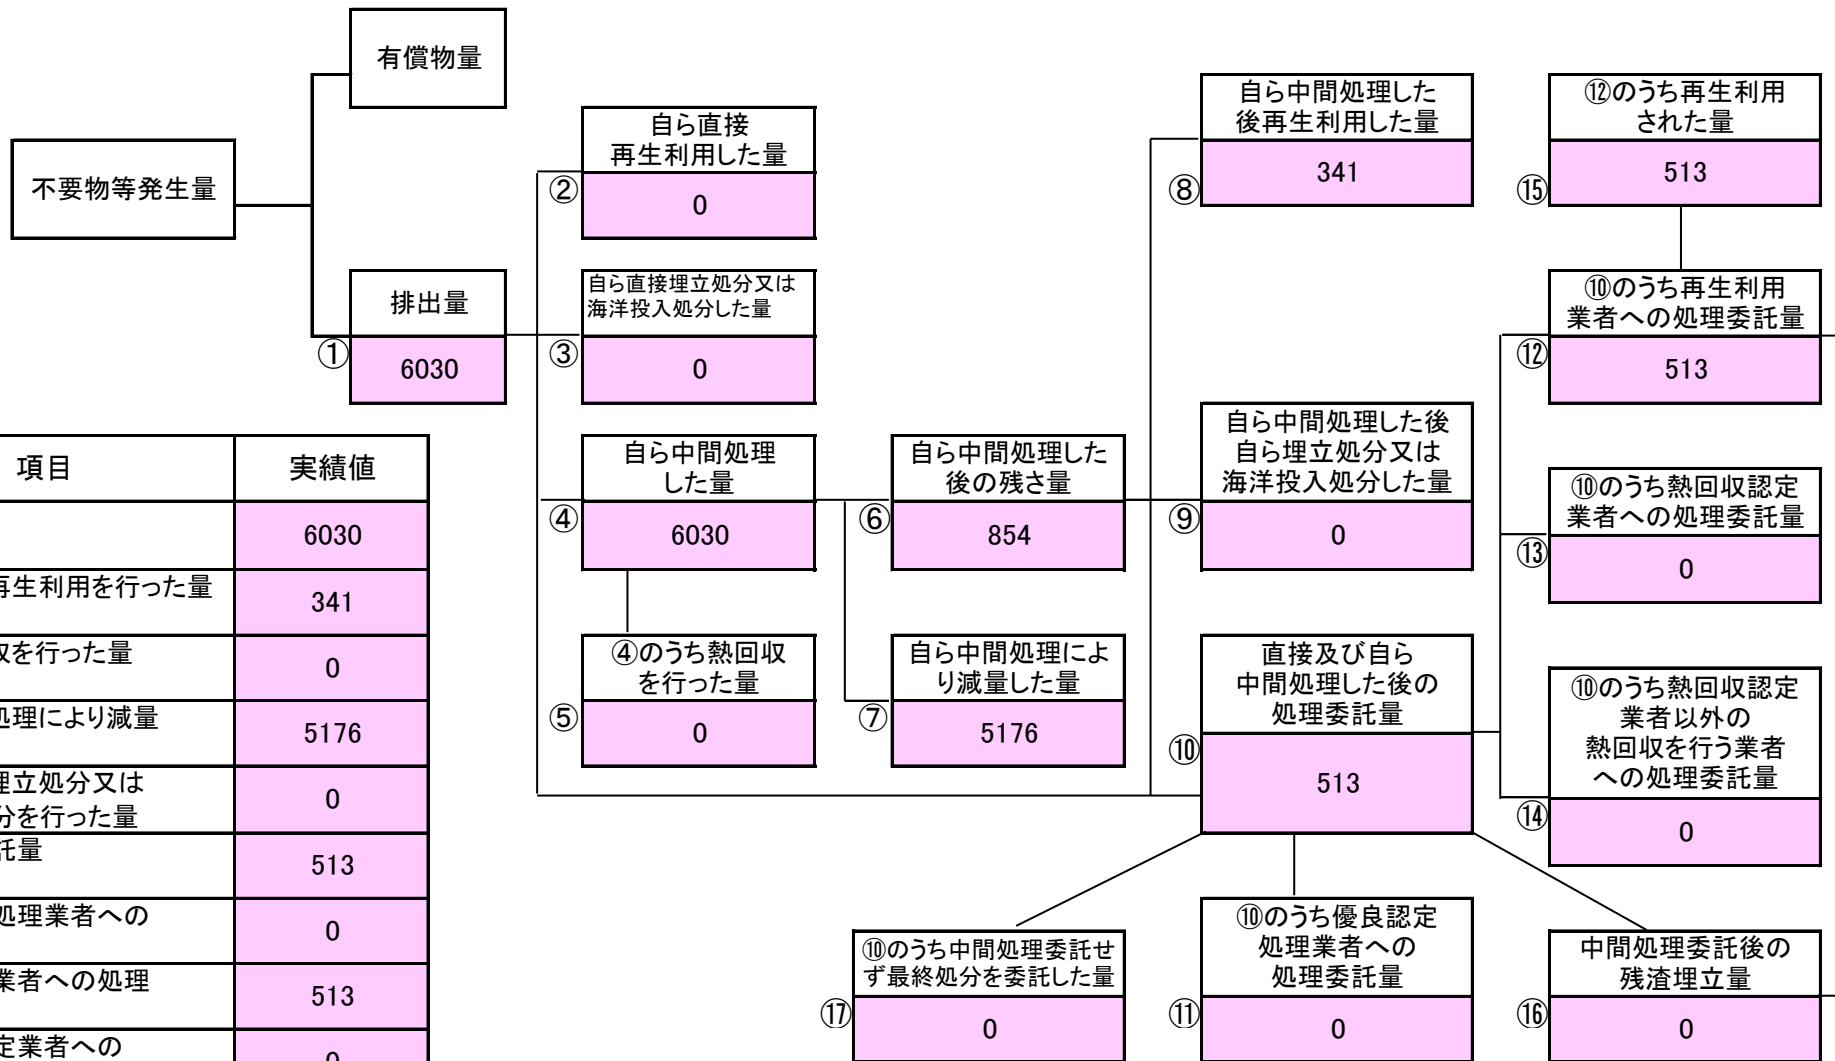 有償物量
不要物等発生量
排出量
①
6030
自ら直接
再生利用した量
②
0
自ら直接埋立処分又は
海洋投入処分した量
③
0
自ら中間処理
した量
④
6030
④のうち熱回収
を行った量
⑤
0
自ら中間処理した
後の残さ量
⑥
854
自ら中間処理によ
り減量した量
⑦
5176
自ら中間処理した
後再生利用した量
⑧
341
自ら中間処理した後
自ら埋立処分又は
海洋投入処分した量
⑨
0
直接及び自ら
中間処理した後の
処理委託量
⑩
513
⑫のうち再生利用
された量
⑮
513
⑩のうち再生利用
業者への処理委託量
⑫
513
⑩のうち熱回収認定
業者への処理委託量
⑬
0
⑩のうち熱回収認定
業者以外の
熱回収を行う業者
への処理委託量
⑭
0
⑩のうち中間処理委託せ
ず最終処分を委託した量
⑰
0
⑩のうち優良認定
処理業者への
処理委託量
⑪
0
中間処理委託後の
残渣埋立量
⑯
0
項目 実績値
6030
再生利用を行った量
341
を行った量
0
処理により減量
5176
埋立処分又は
分を行った量
0
託量
513
処理業者への
0
業者への処理
513
定業者への
0